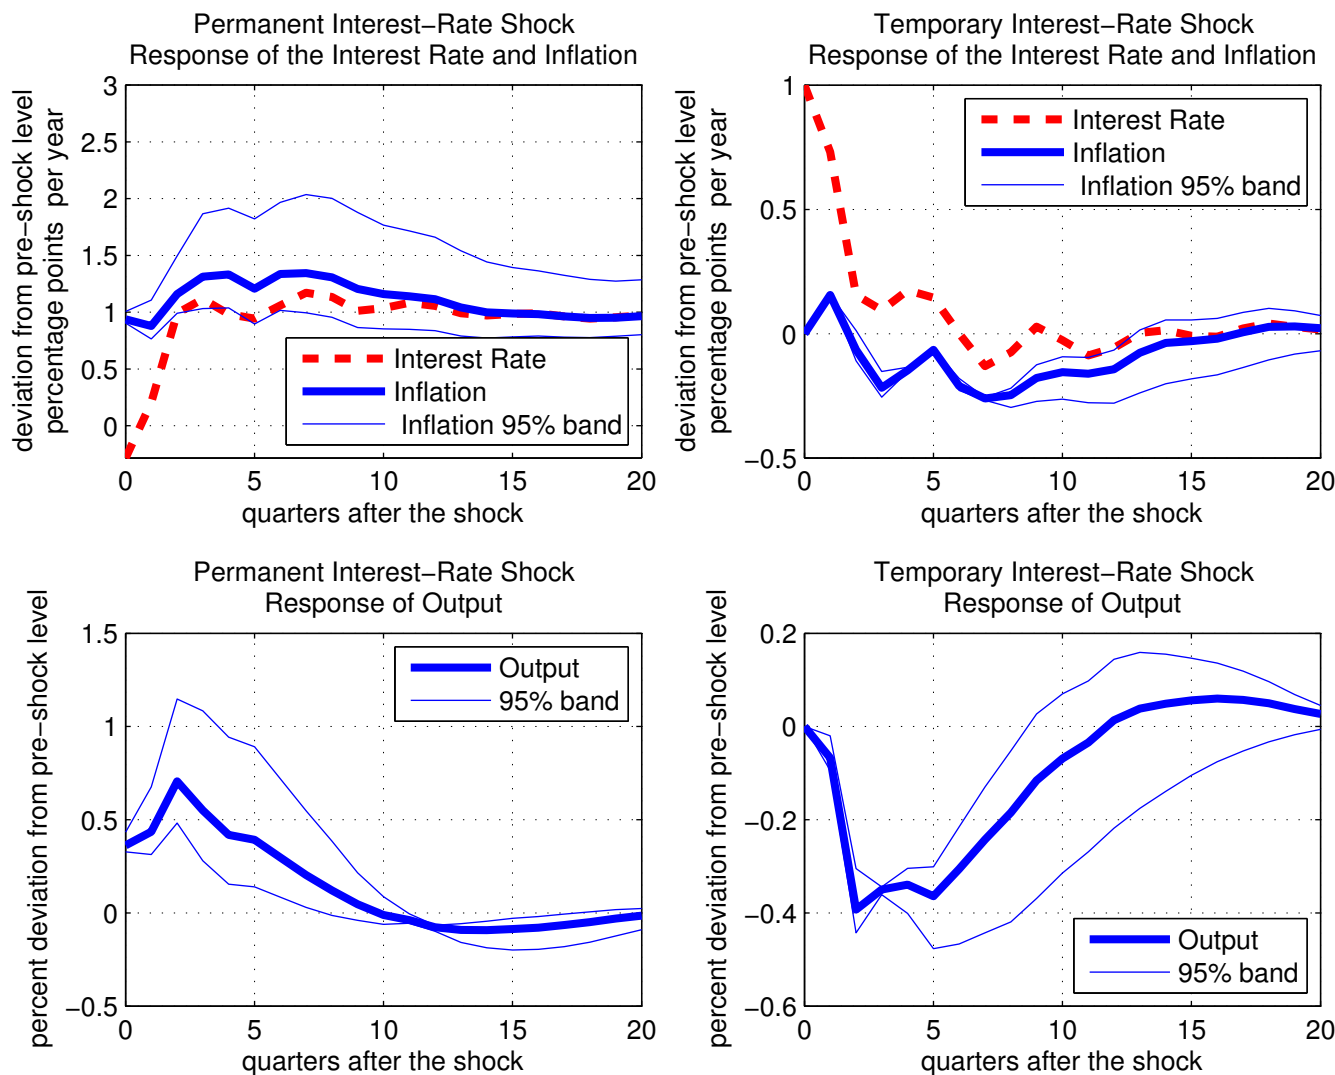 Permanent Interest−Rate Shock
Response of the Interest Rate and Inflation
deviation from pre−shock level
percentage points per year
3
2.5
2
1.5
1
0.5
0
Interest Rate
Inflation
Inflation 95% band
0
5
10
15
20
quarters after the shock
Temporary Interest−Rate Shock
Response of the Interest Rate and Inflation
deviation from pre−shock level
percentage points per year
1
0.5
0
−0.5
Interest Rate
Inflation
Inflation 95% band
0
5
10
15
20
quarters after the shock
Permanent Interest−Rate Shock
Response of Output
percent deviation from pre−shock level
1.5
1
0.5
0
−0.5
Output
95% band
0
5
10
15
20
quarters after the shock
Temporary Interest−Rate Shock
Response of Output
percent deviation from pre−shock level
0.2
0
−0.2
−0.4
−0.6
Output
95% band
0
5
10
15
20
quarters after the shock